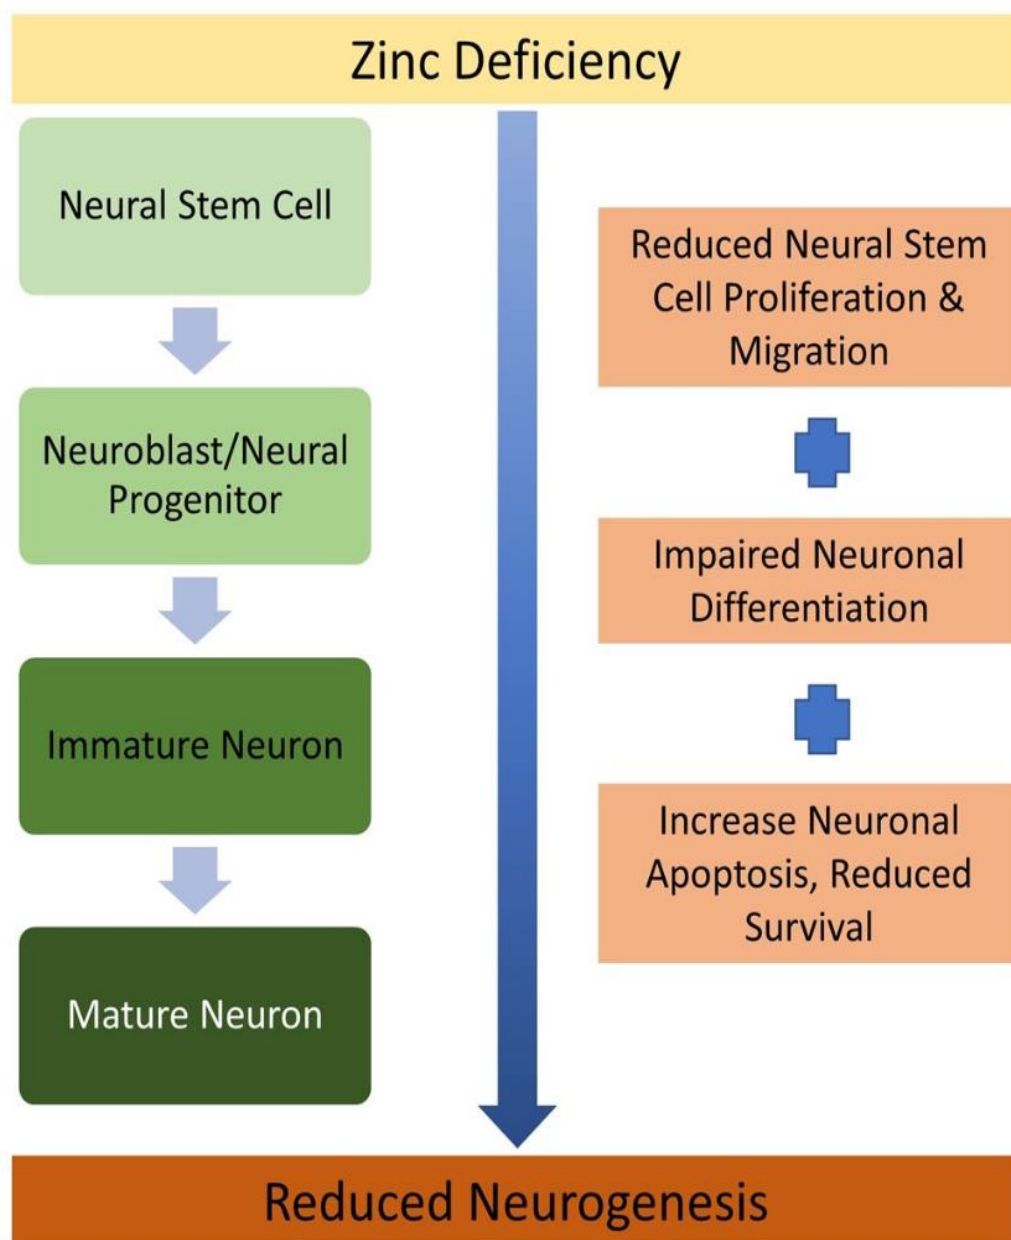 Zinc Deficiency
Neural Stem Cell
Neuroblast/Neural
Progenitor
Immature Neuron
Mature Neuron
Reduced Neural Stem
Cell Proliferation &
Migration
Impaired Neuronal
Differentiation
Increase Neuronal
Apoptosis, Reduced
Survival
Reduced Neurogenesis